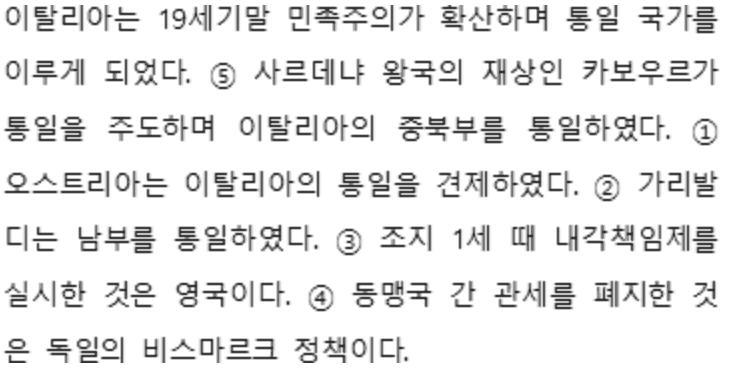 이탈리아는 19세기말 민족주의가 확산하며 통일 국가를
이루게 되었다. ⑤ 사르데냐 왕국의 재상인 카보우르가
통일을 주도하며 이탈리아의 중북부를 통일하였다. ①
오스트리아는 이탈리아의 통일을 견제하였다. ② 가리발
디는 남부를 통일하였다. ③ 조지 1세 때 내각책임제를
실시한 것은 영국이다. ④ 동맹국 간 관세를 폐지한 것
은 독일의 비스마르크 정책이다.